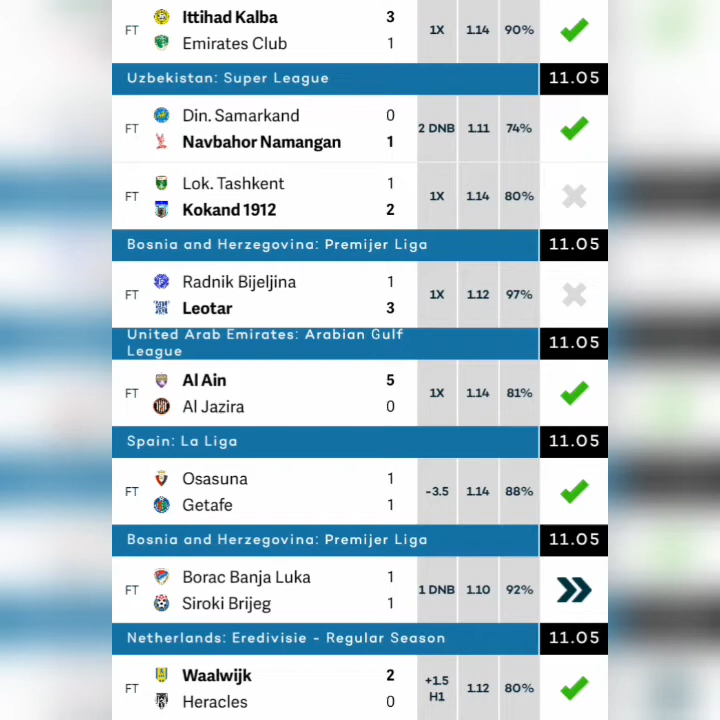 FT Ittihad Kalba 3 1X 1.14 90%
Emirates Club 1
Uzbekistan: Super League 11.05
FT Din. Samarkand 0 2 DNB 1.11 74%
Navbahor Namangan 1
FT Lok. Tashkent 1 1X 1.14 80%
Kokand 1912 2
Bosnia and Herzegovina: Premijer Liga 11.05
FT Radnik Bijeljina 1 1X 1.12 97%
Leotar 3
United Arab Emirates: Arabian Gulf
League 11.05
FT Al Ain 5 1X 1.14 81%
Al Jazira 0
Spain: La Liga 11.05
FT Osasuna 1 -3.5 1.14 88%
Getafe 1
Bosnia and Herzegovina: Premijer Liga 11.05
FT Borac Banja Luka 1 1 DNB 1.10 92%
Siroki Brijeg 1
Netherlands: Eredivisie - Regular Season 11.05
FT Waalwijk 2 +1.5 H1 1.12 80%
Heracles 0